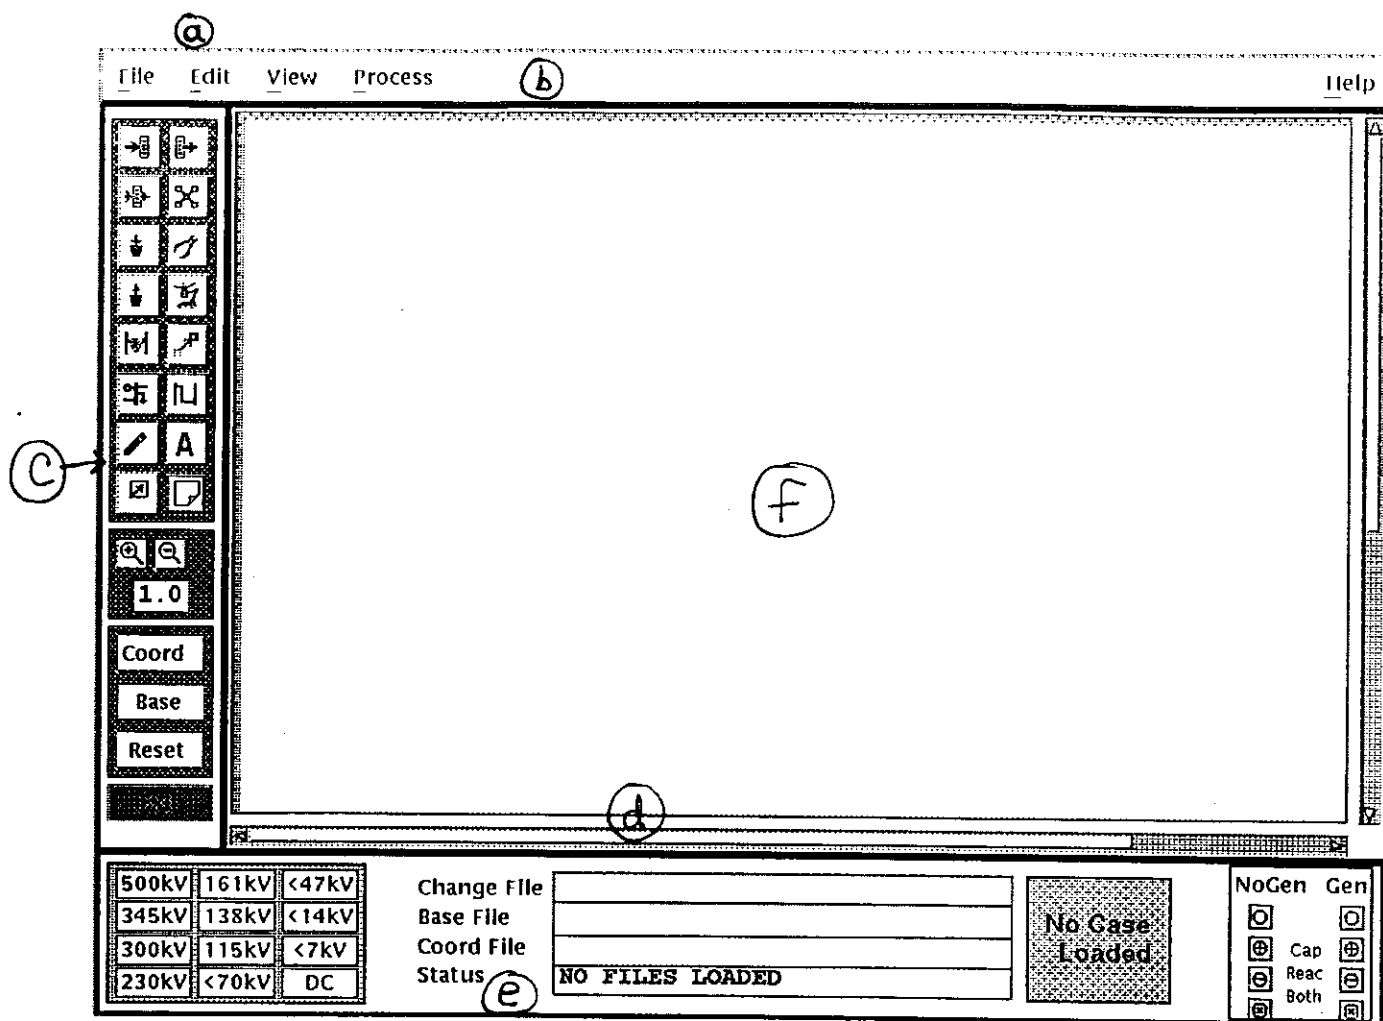 a
File Edit View Process b Help
A
C
F
1.0
Coord
Base
Reset
d
500kV 161kV <47kV Change File NoGen Gen
345kV 138kV <14kV Base File No Case Loaded
300kV 115kV <7kV Coord File Cap
230kV <70kV DC Status NO FILES LOADED Reac
e Both